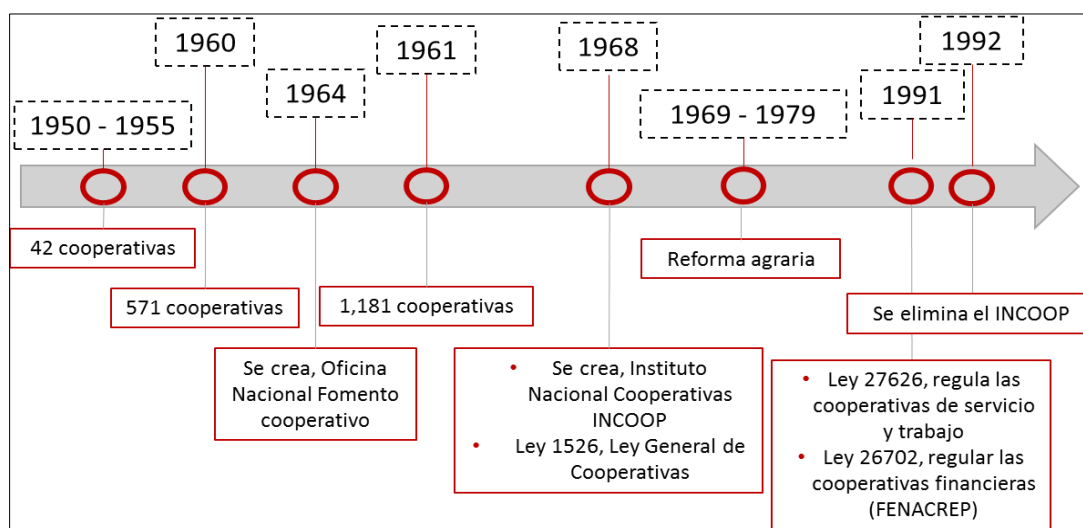 1950 - 1955
1960
1964
1961
1968
1969 - 1979
1991
1992
42 cooperativas
571 cooperativas
Se crea, Oficina
Nacional Fomento
cooperativo
1,181 cooperativas
• Se crea, Instituto
Nacional Cooperativas
INCOOP
• Ley 1526, Ley General de
Cooperativas
Reforma agraria
• Ley 27626, regula las
cooperativas de servicio
y trabajo
• Ley 26702, regular las
cooperativas financieras
(FENACREP)
Se elimina el INCOOP